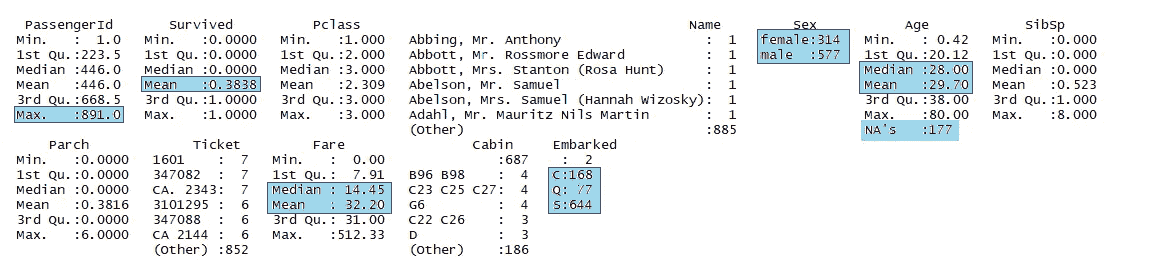 PassengerId Survived Pclass Name Sex Age SibSp
Min. : 1.0 Min. :0.0000 Min. :1.000 Abbing, Mr. Anthony : 1 female:314 Min. : 0.42 Min. :0.000
1st Qu.:223.5 1st Qu.:0.0000 1st Qu.:2.000 Abbott, Mr. Rossmore Edward : 1 male :577 1st Qu.:20.12 1st Qu.:0.000
Median :446.0 Median :0.0000 Median :3.000 Abbott, Mrs. Stanton (Rosa Hunt) : 1 Median :28.00 Median :0.000
Mean :446.0 Mean :0.3838 Mean :2.309 Abelson, Mr. Samuel : 1 Mean :29.70 Mean :0.523
3rd Qu.:668.5 3rd Qu.:1.0000 3rd Qu.:3.000 Abelson, Mrs. Samuel (Hannah Wizosky): 1 3rd Qu.:38.00 3rd Qu.:1.000
Max. :891.0 Max. :1.0000 Max. :3.000 Adahl, Mr. Mauritz Nils Martin : 1 Max. :80.00 Max. :8.000
(Other) :885 NA's :177
Parch Ticket Fare Cabin Embarked
Min. :0.0000 1601 : 7 Min. : 0.00 :687 : 2
1st Qu.:0.0000 347082 : 7 1st Qu.: 7.91 B96 B98 : 4 C:168
Median :0.0000 CA. 2343: 7 Median : 14.45 C23 C25 C27: 4 Q: 77
Mean :0.3816 3101295 : 6 Mean : 32.20 G6 : 4 S:644
3rd Qu.:0.0000 347088 : 6 3rd Qu.: 31.00 C22 C26 : 3
Max. :6.0000 CA 2144 : 6 Max. :512.33 D : 3
(Other) :852 (Other) :186